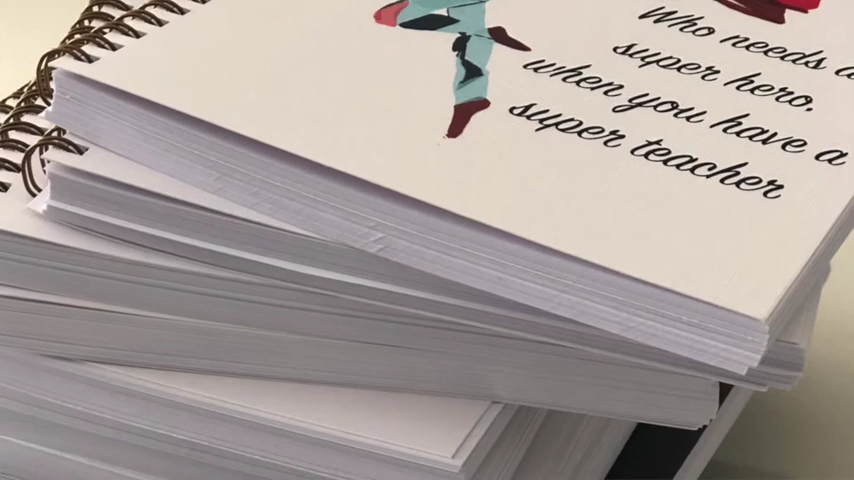 Who needs a
super hero,
when you have a
super teacher